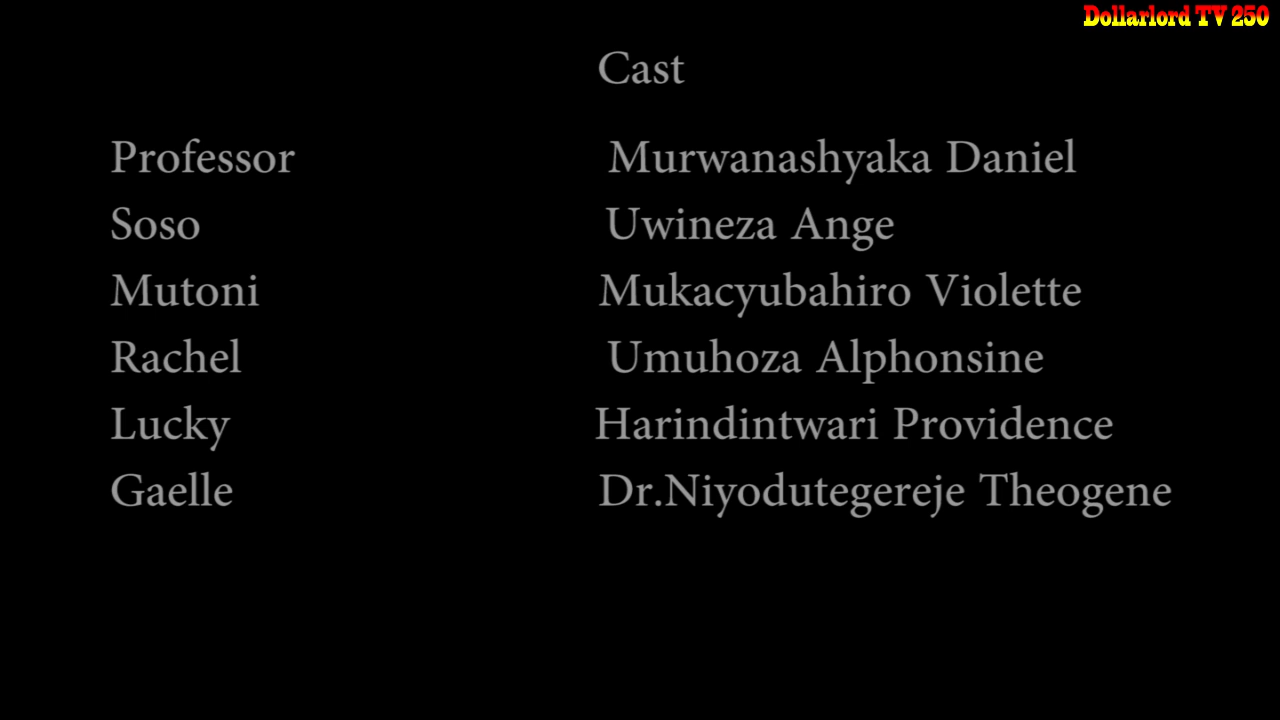 Dollarlord TV 250
Cast
Professor Murwanashyaka Daniel
Soso Uwineza Ange
Mutoni Mukacyubahiro Violette
Rachel Umuhoza Alphonsine
Lucky Harindintwari Providence
Gaelle Dr.Niyodutegereje Theogene